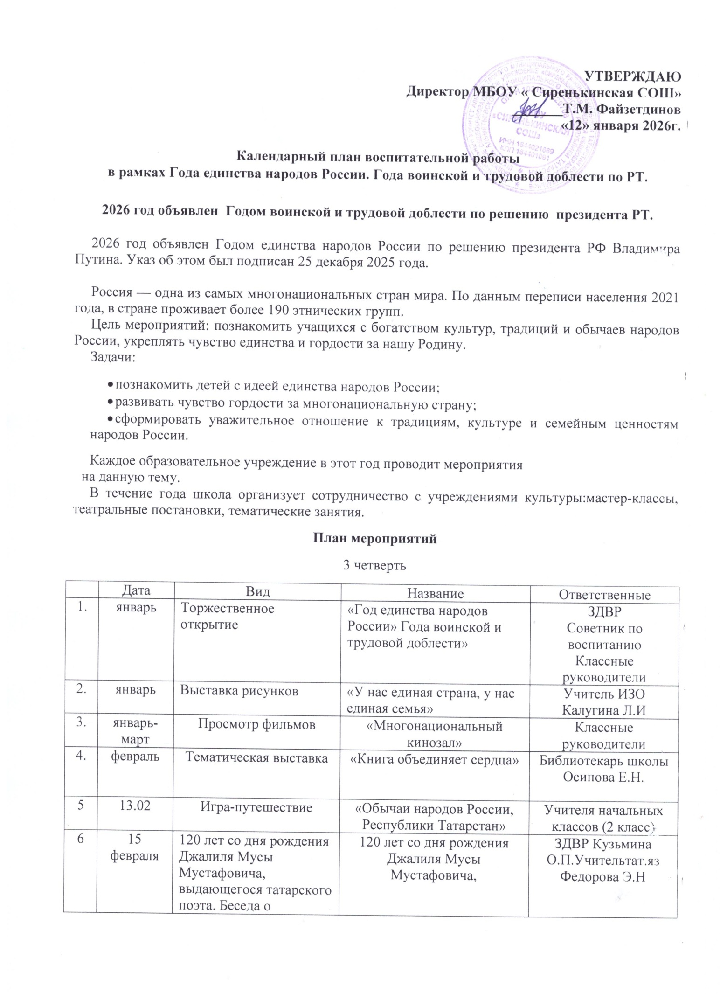 УТВЕРЖДАЮ
Директор МБОУ « Сиренькинская СОШ»
Т.М. Файзетдинов
«12» января 2026г.
«СИРЕНЬКИНСКАЯ
СОШ»
ИНН 1644021669
КПП 164401001
Календарный план воспитательной работы
в рамках Года единства народов России. Года воинской и трудовой доблести по РТ.
2026 год объявлен Годом воинской и трудовой доблести по решению президента РТ.
2026 год объявлен Годом единства народов России по решению президента РФ Владимира
Путина. Указ об этом был подписан 25 декабря 2025 года.
Россия — одна из самых многонациональных стран мира. По данным переписи населения 2021
года, в стране проживает более 190 этнических групп.
Цель мероприятий: познакомить учащихся с богатством культур, традиций и обычаев народов
России, укреплять чувство единства и гордости за нашу Родину.
Задачи:
• познакомить детей с идеей единства народов России;
• развивать чувство гордости за многонациональную страну;
• сформировать уважительное отношение к традициям, культуре и семейным ценностям
народов России.
Каждое образовательное учреждение в этот год проводит мероприятия
на данную тему.
В течение года школа организует сотрудничество с учреждениями культуры:мастер-классы,
театральные постановки, тематические занятия.
План мероприятий
3 четверть
Дата Вид Название Ответственные
1. январь Торжественное «Год единства народов ЗДВР
открытие России» Года воинской и Советник по
трудовой доблести» воспитанию
Классные
руководители
2. январь Выставка рисунков «У нас единая страна, у нас Учитель ИЗО
единая семья» Калугина Л.И
3. январь- Просмотр фильмов «Многонациональный Классные
март кинозал» руководители
4. февраль Тематическая выставка «Книга объединяет сердца» Библиотекарь школы
Осипова Е.Н.
5 13.02 Игра-путешествие «Обычаи народов России, Учителя начальных
Республики Татарстан» классов (2 класс)
6 15 120 лет со дня рождения 120 лет со дня рождения ЗДВР Кузьмина
февраля Джалиля Мусы Джалиля Мусы О.П.Учительтат.яз
Мустафовича, Мустафовича, Федорова Э.Н
выдающегося татарского
поэта. Беседа о